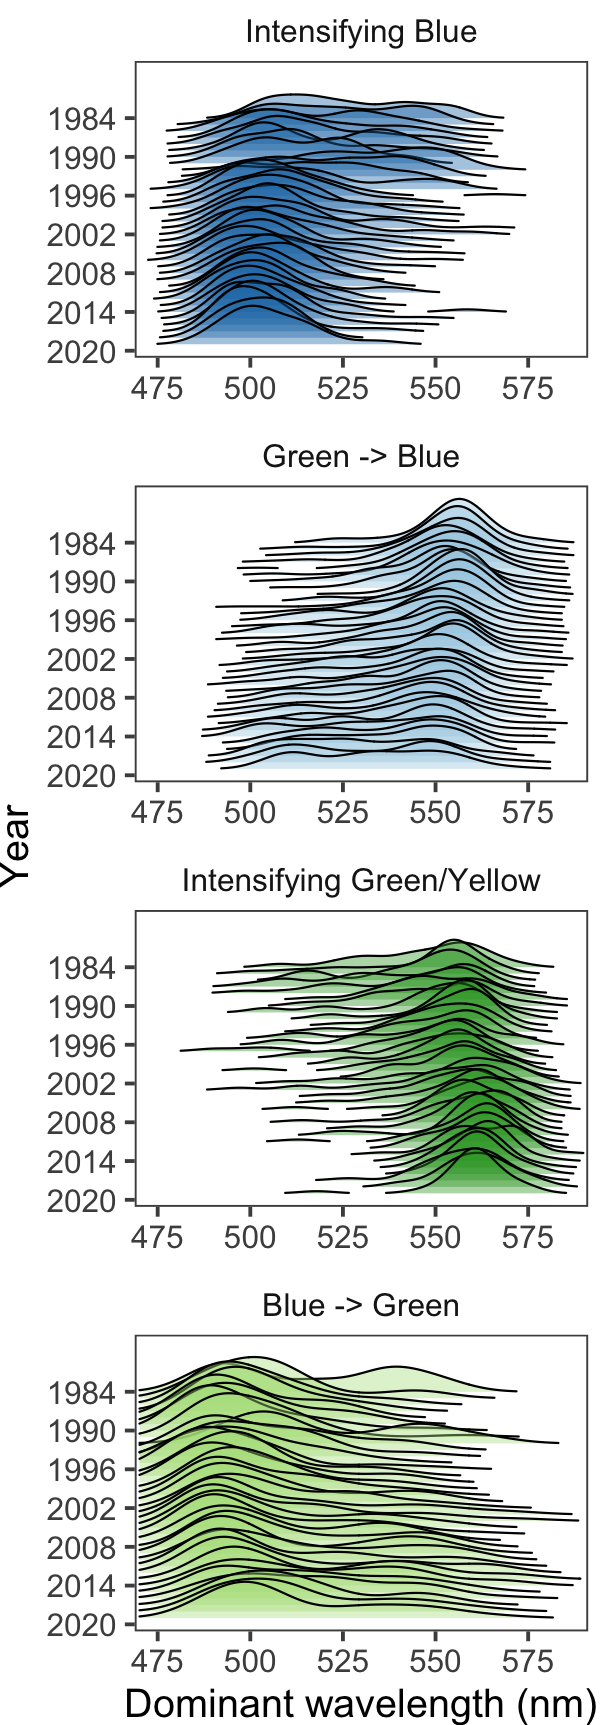 Intensifying Blue
1984
1990
1996
2002
2008
2014
2020
475 500 525 550 575
Green -> Blue
1984
1990
1996
2002
2008
2014
2020
475 500 525 550 575
Year
Intensifying Green/Yellow
1984
1990
1996
2002
2008
2014
2020
475 500 525 550 575
Blue -> Green
1984
1990
1996
2002
2008
2014
2020
475 500 525 550 575
Dominant wavelength (nm)